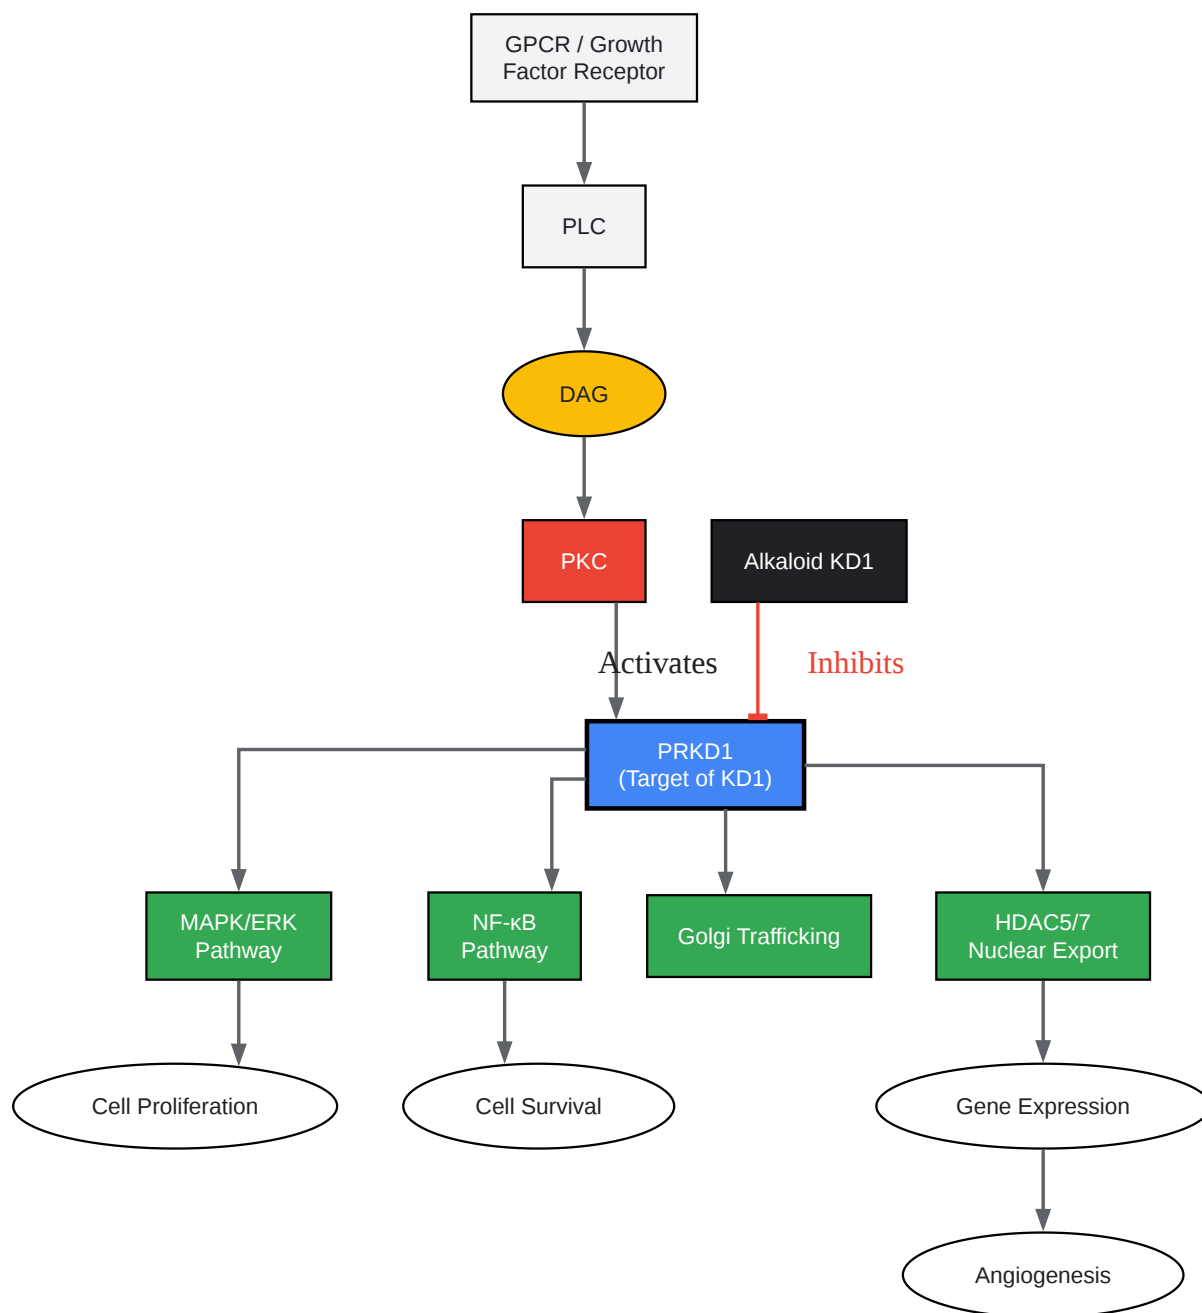 GPCR / Growth
Factor Receptor
PLC
DAG
PKC
Alkaloid KD1
Activates
Inhibits
PRKD1
(Target of KD1)
MAPK/ERK
Pathway
NF-κB
Pathway
Golgi Trafficking
HDAC5/7
Nuclear Export
Cell Proliferation
Cell Survival
Gene Expression
Angiogenesis